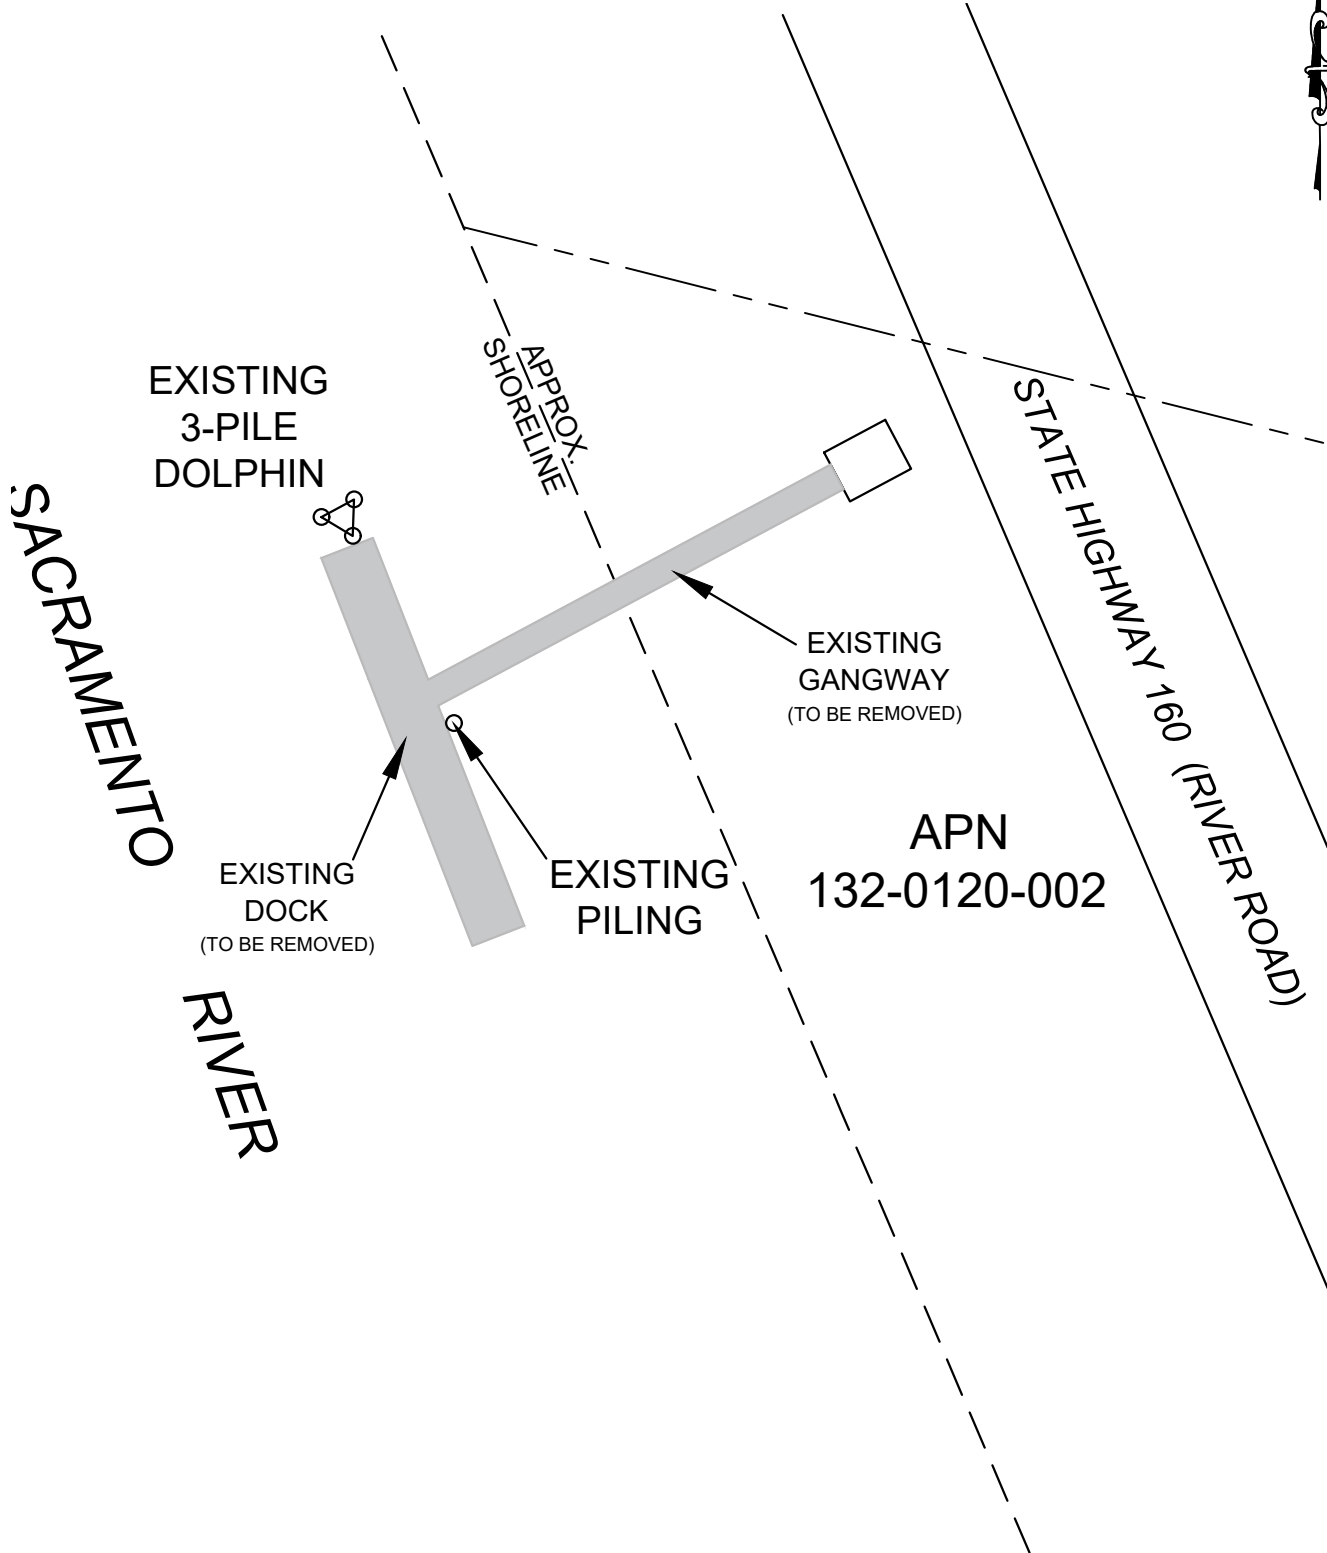 EXISTING
3-PILE
DOLPHIN
APPROX.
SHORELINE
SACRAMENTO
RIVER
STATE HIGHWAY 160 (RIVER ROAD)
EXISTING
GANGWAY
(TO BE REMOVED)
APN
132-0120-002
EXISTING
DOCK
(TO BE REMOVED)
EXISTING
PILING